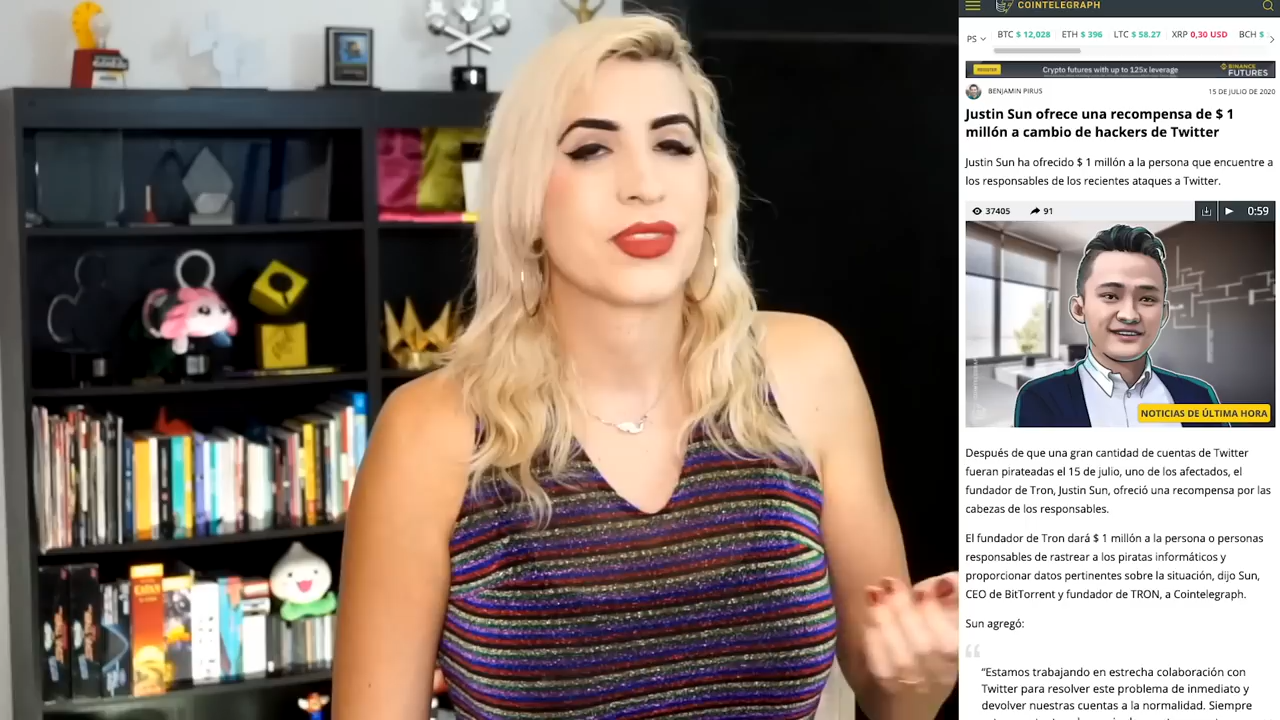 COINTELEGRAPH
PS BTC $ 12,028 ETH $ 396 LTC $ 58.27 XRP 0,30 USD BCH $
REGISTER Crypto futures with up to 125x leverage BINANCE FUTURES
BENJAMIN PIRUS 15 DE JULIO DE 2020
Justin Sun ofrece una recompensa de $ 1
millón a cambio de hackers de Twitter
Justin Sun ha ofrecido $ 1 millón a la persona que encuentre a
los responsables de los recientes ataques a Twitter.
37405 91 0:59
NOTICIAS DE ÚLTIMA HORA
Después de que una gran cantidad de cuentas de Twitter
fueran pirateadas el 15 de julio, uno de los afectados, el
fundador de Tron, Justin Sun, ofreció una recompensa por las
cabezas de los responsables.
El fundador de Tron dará $ 1 millón a la persona o personas
responsables de rastrear a los piratas informáticos y
proporcionar datos pertinentes sobre la situación, dijo Sun,
CEO de BitTorrent y fundador de TRON, a Cointelegraph.
Sun agregó:
“Estamos trabajando en estrecha colaboración con
Twitter para resolver este problema de inmediato y
devolver nuestras cuentas a la normalidad. Siempre